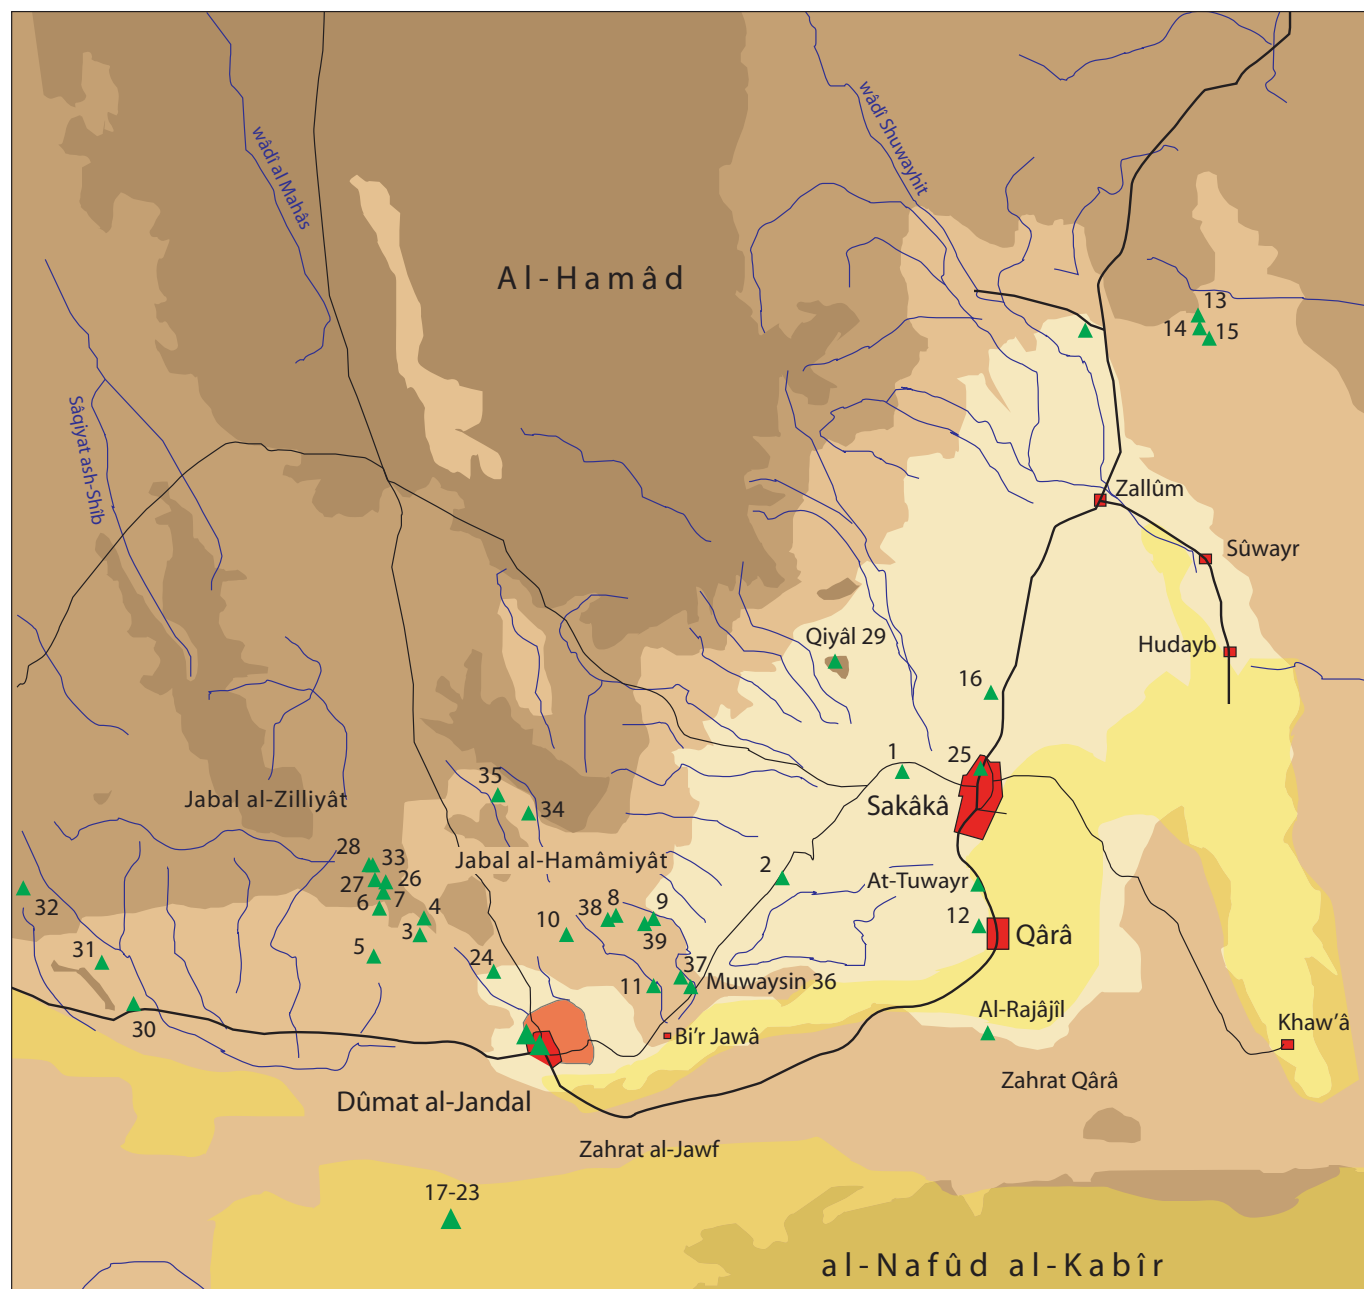 wâdî al Mahâs
wâdî Shuwayhit
Al-Hamâd
13
14
15
Sâqiyat ash-Shîb
Zallûm
Sûwayr
Qiyâl 29
Hudayb
16
1
25
35
Jabal al-Zilliyât
Sakâkâ
34
28
33
Jabal al-Hamâmiyât
2
At-Tuwayr
27
26
32
6
7
4
38
8
9
12
10
3
39
Qârâ
31
5
24
37
11
Muwaysin 36
30
Al-Rajâjîl
Bi’r Jawâ
Khaw’â
Zahrat Qârâ
Dûmat al-Jandal
Zahrat al-Jawf
17-23
al-Nafûd al-Kabîr